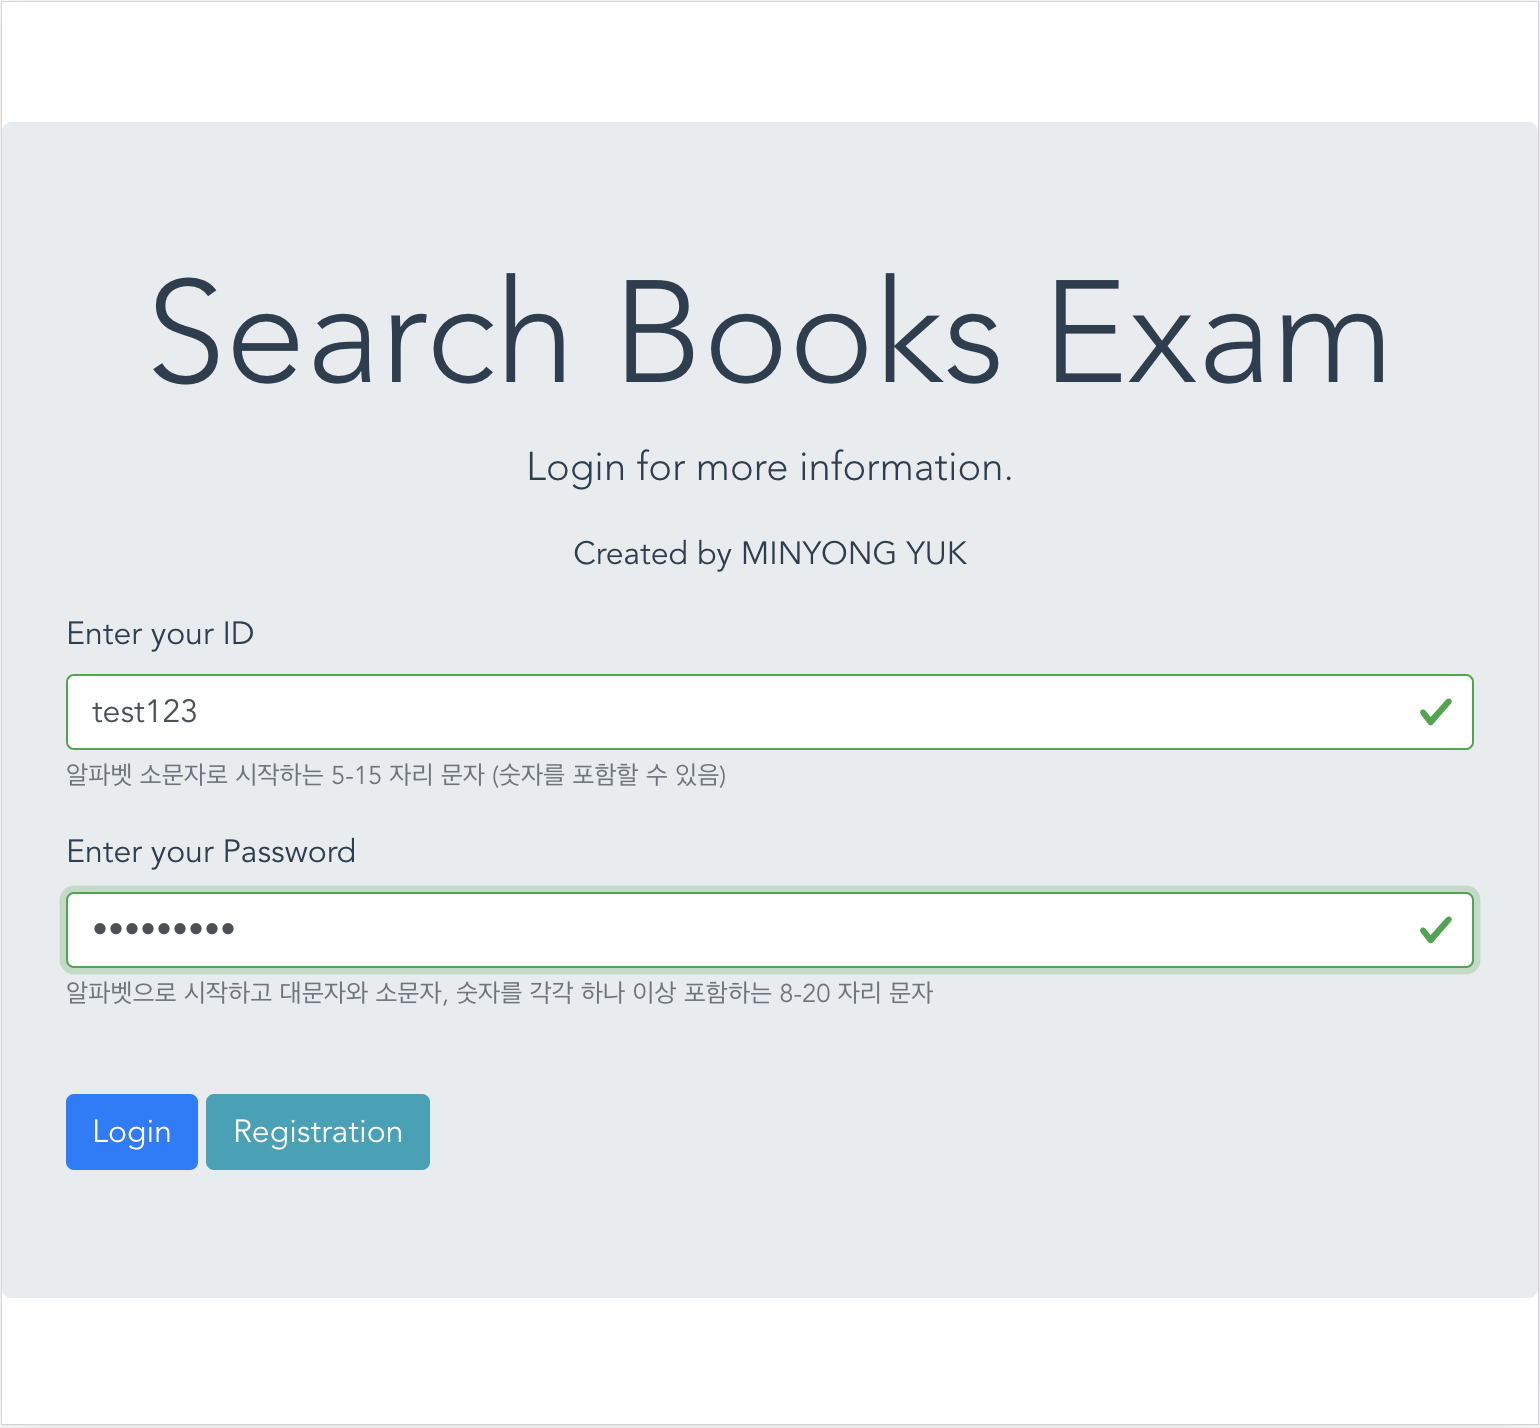 Search Books Exam
Login for more information.
Created by MINYONG YUK
Enter your ID
test123
알파벳 소문자로 시작하는 5-15 자리 문자 (숫자를 포함할 수 있음)
Enter your Password
•••••••••
알파벳으로 시작하고 대문자와 소문자, 숫자를 각각 하나 이상 포함하는 8-20 자리 문자
Login Registration